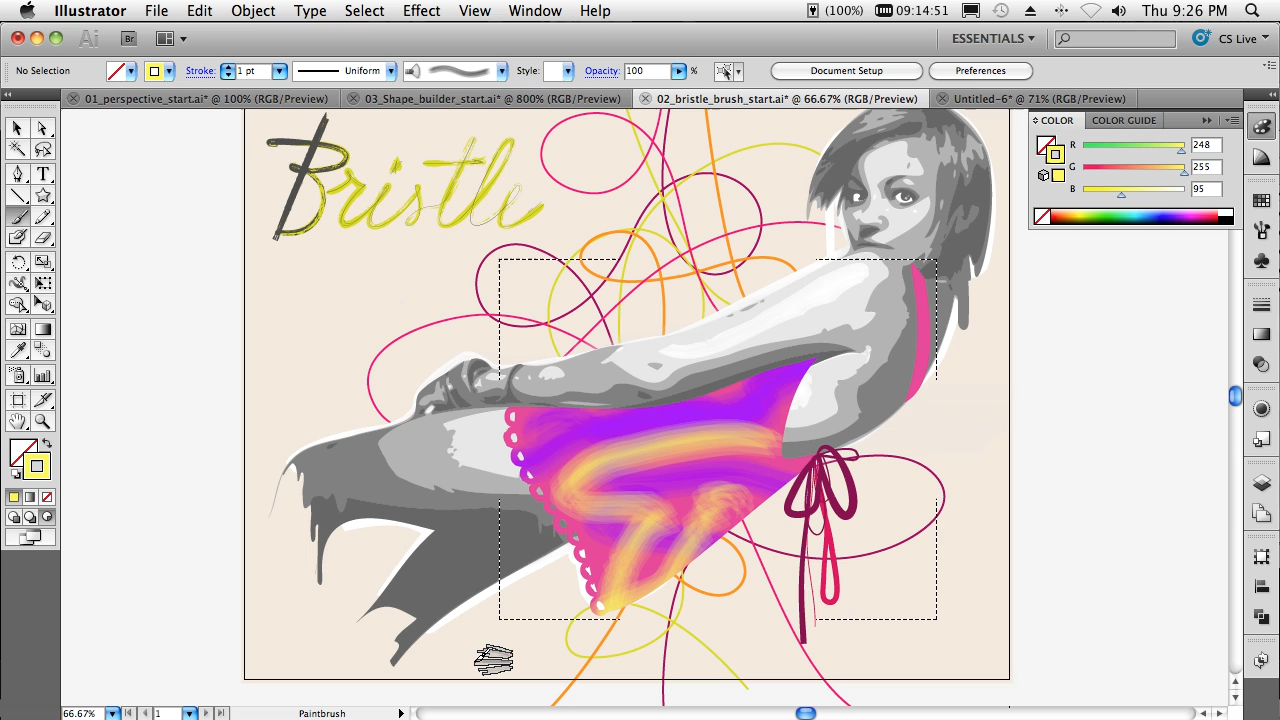 Illustrator File Edit Object Type Select Effect View Window Help (100%) 09:14:51 Thu 9:26 PM
Ai Br ESSENTIALS CS Live
No Selection Stroke: 1 pt Uniform Style: Opacity: 100 % Document Setup Preferences
01_perspective_start.ai* @ 100% (RGB/Preview) 03_Shape_builder_start.ai* @ 800% (RGB/Preview) 02_bristle_brush_start.ai* @ 66.67% (RGB/Preview) Untitled-6* @ 71% (RGB/Preview)
COLOR COLOR GUIDE
R 248
G 255
B 95
Bristle
66.67% 1 Paintbrush